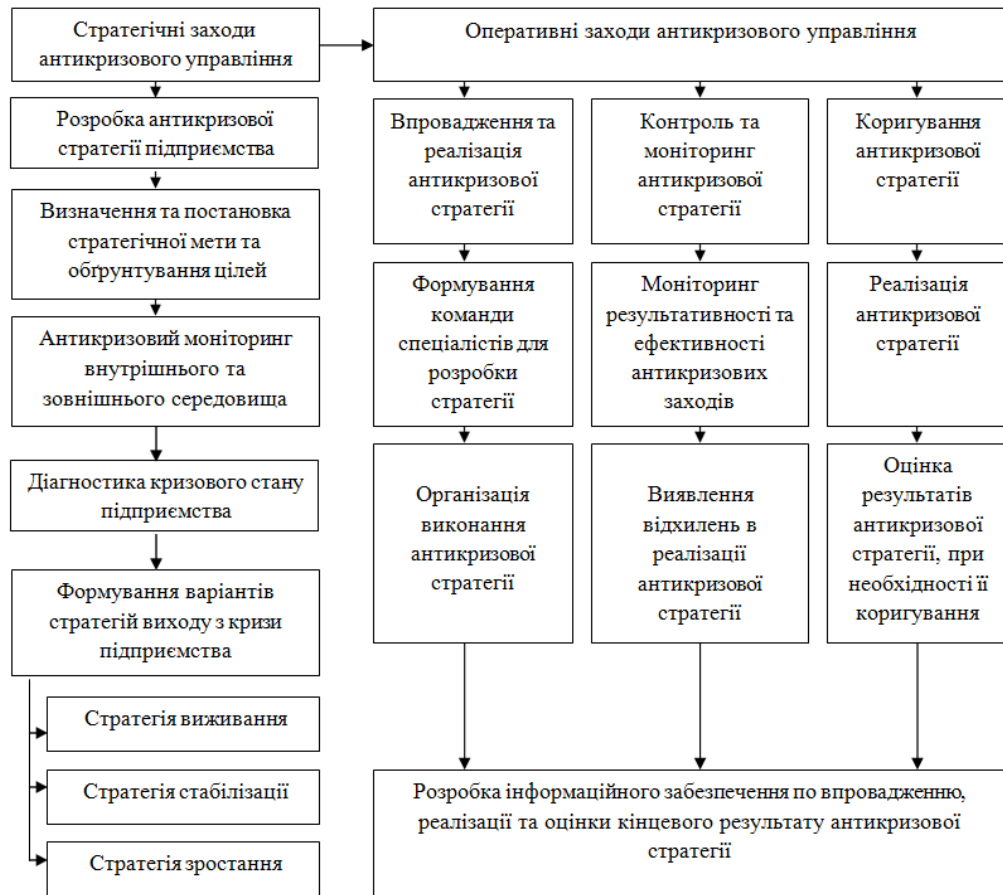 Стратегічні заходи
антикризового управління
Розробка антикризової
стратегії підприємства
Визначення та постановка
стратегічної мети та
обґрунтування цілей
Антикризовий моніторинг
внутрішнього та
зовнішнього середовища
Діагностика кризового стану
підприємства
Формування варіантів
стратегій виходу з кризи
підприємства
Стратегія виживання
Стратегія стабілізації
Стратегія зростання
Оперативні заходи антикризового управління
Впровадження та
реалізація
антикризової
стратегії
Формування
команди
спеціалістів для
розробки
стратегії
Організація
виконання
антикризової
стратегії
Контроль та
моніторинг
антикризової
стратегії
Моніторинг
результативності та
ефективності
антикризових
заходів
Виявлення
відхилень в
реалізації
антикризової
стратегії
Коригування
антикризової
стратегії
Реалізація
антикризової
стратегії
Оцінка
результатів
антикризової
стратегії, при
необхідності її
коригування
Розробка інформаційного забезпечення по впровадженню,
реалізації та оцінки кінцевого результату антикризової
стратегії